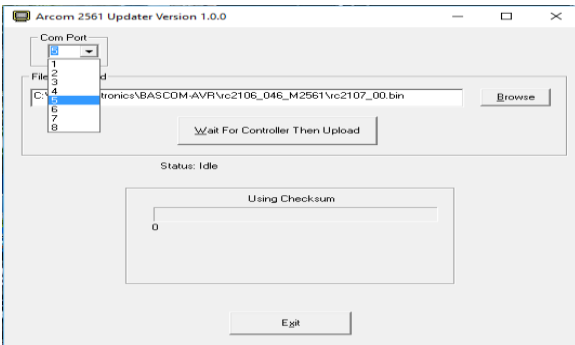 Arcom 2561 Updater Version 1.0.0
Com Port
5
1
2
3
4
5
6
7
8
File d
C:\ tronics\BASCOM-AVR\rc2106_046_M2561\rc2107_00.bin
Browse
Wait For Controller Then Upload
Status: Idle
Using Checksum
0
Exit